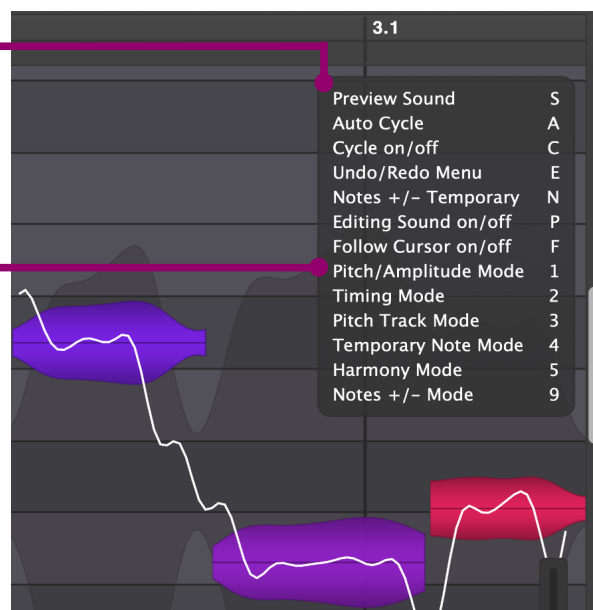 3.1
Preview Sound S
Auto Cycle A
Cycle on/off C
Undo/Redo Menu E
Notes +/– Temporary N
Editing Sound on/off P
Follow Cursor on/off F
Pitch/Amplitude Mode 1
Timing Mode 2
Pitch Track Mode 3
Temporary Note Mode 4
Harmony Mode 5
Notes +/– Mode 9